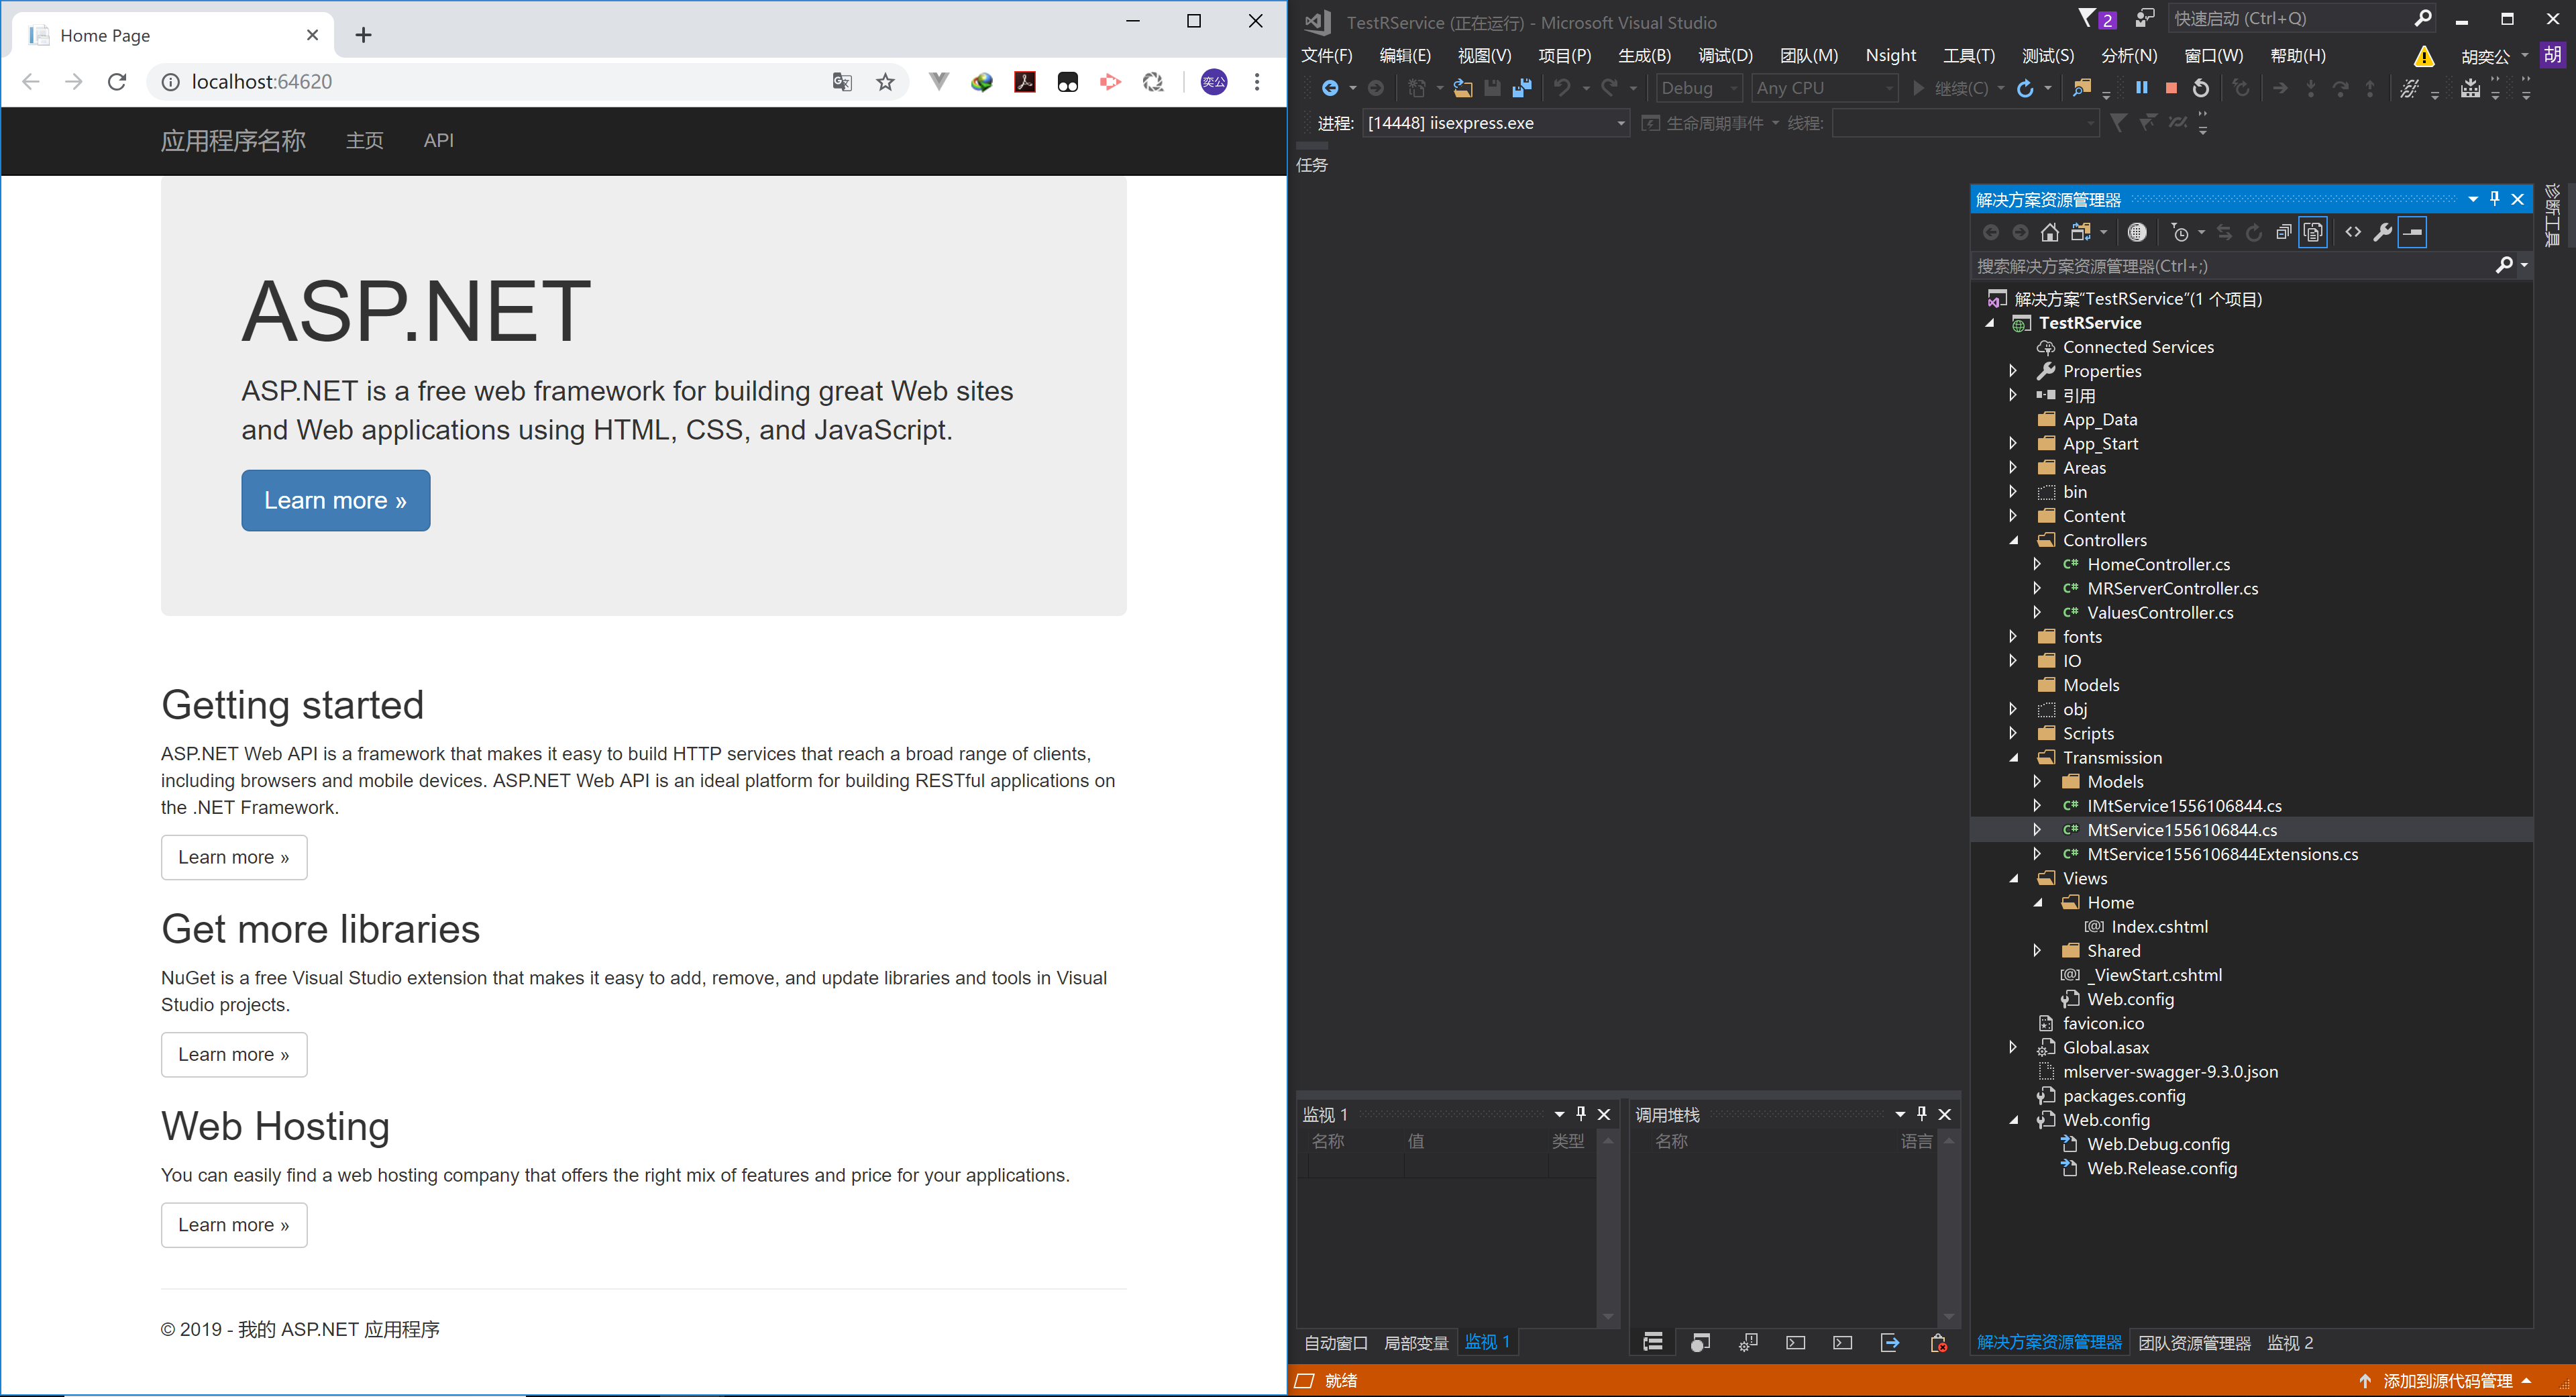 Home Page
localhost:64620
奕公
应用程序名称 主页 API
ASP.NET
ASP.NET is a free web framework for building great Web sites
and Web applications using HTML, CSS, and JavaScript.
Learn more »
Getting started
ASP.NET Web API is a framework that makes it easy to build HTTP services that reach a broad range of clients,
including browsers and mobile devices. ASP.NET Web API is an ideal platform for building RESTful applications on
the .NET Framework.
Learn more »
Get more libraries
NuGet is a free Visual Studio extension that makes it easy to add, remove, and update libraries and tools in Visual
Studio projects.
Learn more »
Web Hosting
You can easily find a web hosting company that offers the right mix of features and price for your applications.
Learn more »
© 2019 - 我的 ASP.NET 应用程序
TestRService (正在运行) - Microsoft Visual Studio
2
快速启动 (Ctrl+Q)
文件(F) 编辑(E) 视图(V) 项目(P) 生成(B) 调试(D) 团队(M) Nsight 工具(T) 测试(S) 分析(N) 窗口(W) 帮助(H)
胡奕公 胡
Debug Any CPU 继续(C)
进程: [14448] iisexpress.exe 生命周期事件 线程:
任务
诊断工具
解决方案资源管理器
搜索解决方案资源管理器(Ctrl+;)
解决方案"TestRService"(1 个项目)
TestRService
Connected Services
Properties
引用
App_Data
App_Start
Areas
bin
Content
Controllers
C# HomeController.cs
C# MRServerController.cs
C# ValuesController.cs
fonts
IO
Models
obj
Scripts
Transmission
Models
C# IMtService1556106844.cs
C# MtService1556106844.cs
C# MtService1556106844Extensions.cs
Views
Home
[@] Index.cshtml
Shared
[@] _ViewStart.cshtml
Web.config
favicon.ico
Global.asax
mlserver-swagger-9.3.0.json
packages.config
Web.config
Web.Debug.config
Web.Release.config
监视 1
名称 值 类型
自动窗口 局部变量 监视 1
调用堆栈
名称 语言
解决方案资源管理器 团队资源管理器 监视 2
就绪
添加到源代码管理